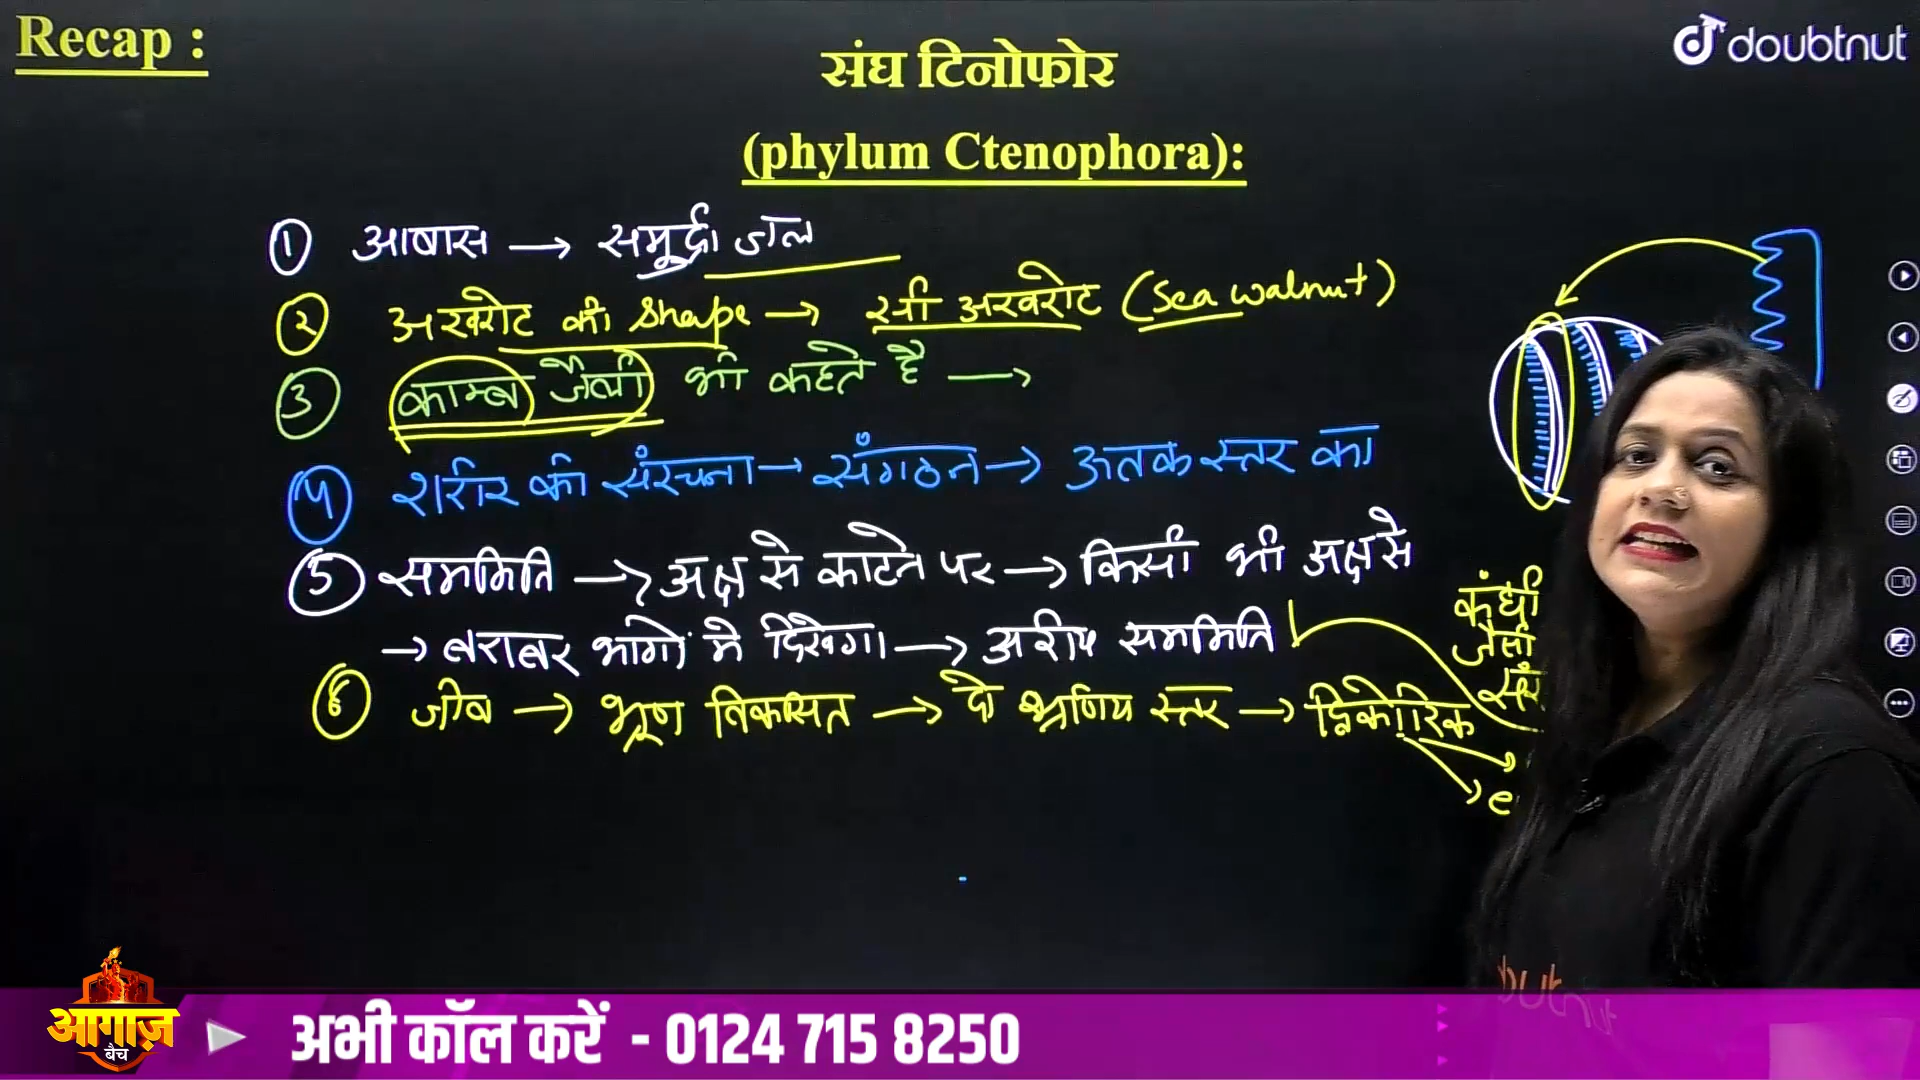 Recap :
doubtnut
संघ टिनोफोर
(phylum Ctenophora):
① आवास → समुद्री जल
② अखरोट की shape → स्त्री अखरोट (Sea walnut)
③ काम्ब जैली भी कहते है →
④ शरीर की संरचना → संगठन → ऊतक स्तर का
⑤ सममिति → अक्ष से काटने पर → किसी भी अक्ष से
→ बराबर भागों में दिखेगा → अरीय सममिति
कंघी
जैसी
⑥ जीव → भ्रूण विकसित → दो भ्रूणिय स्तर → द्विकोरिक
आगाज़
बैच
अभी कॉल करें - 0124 715 8250